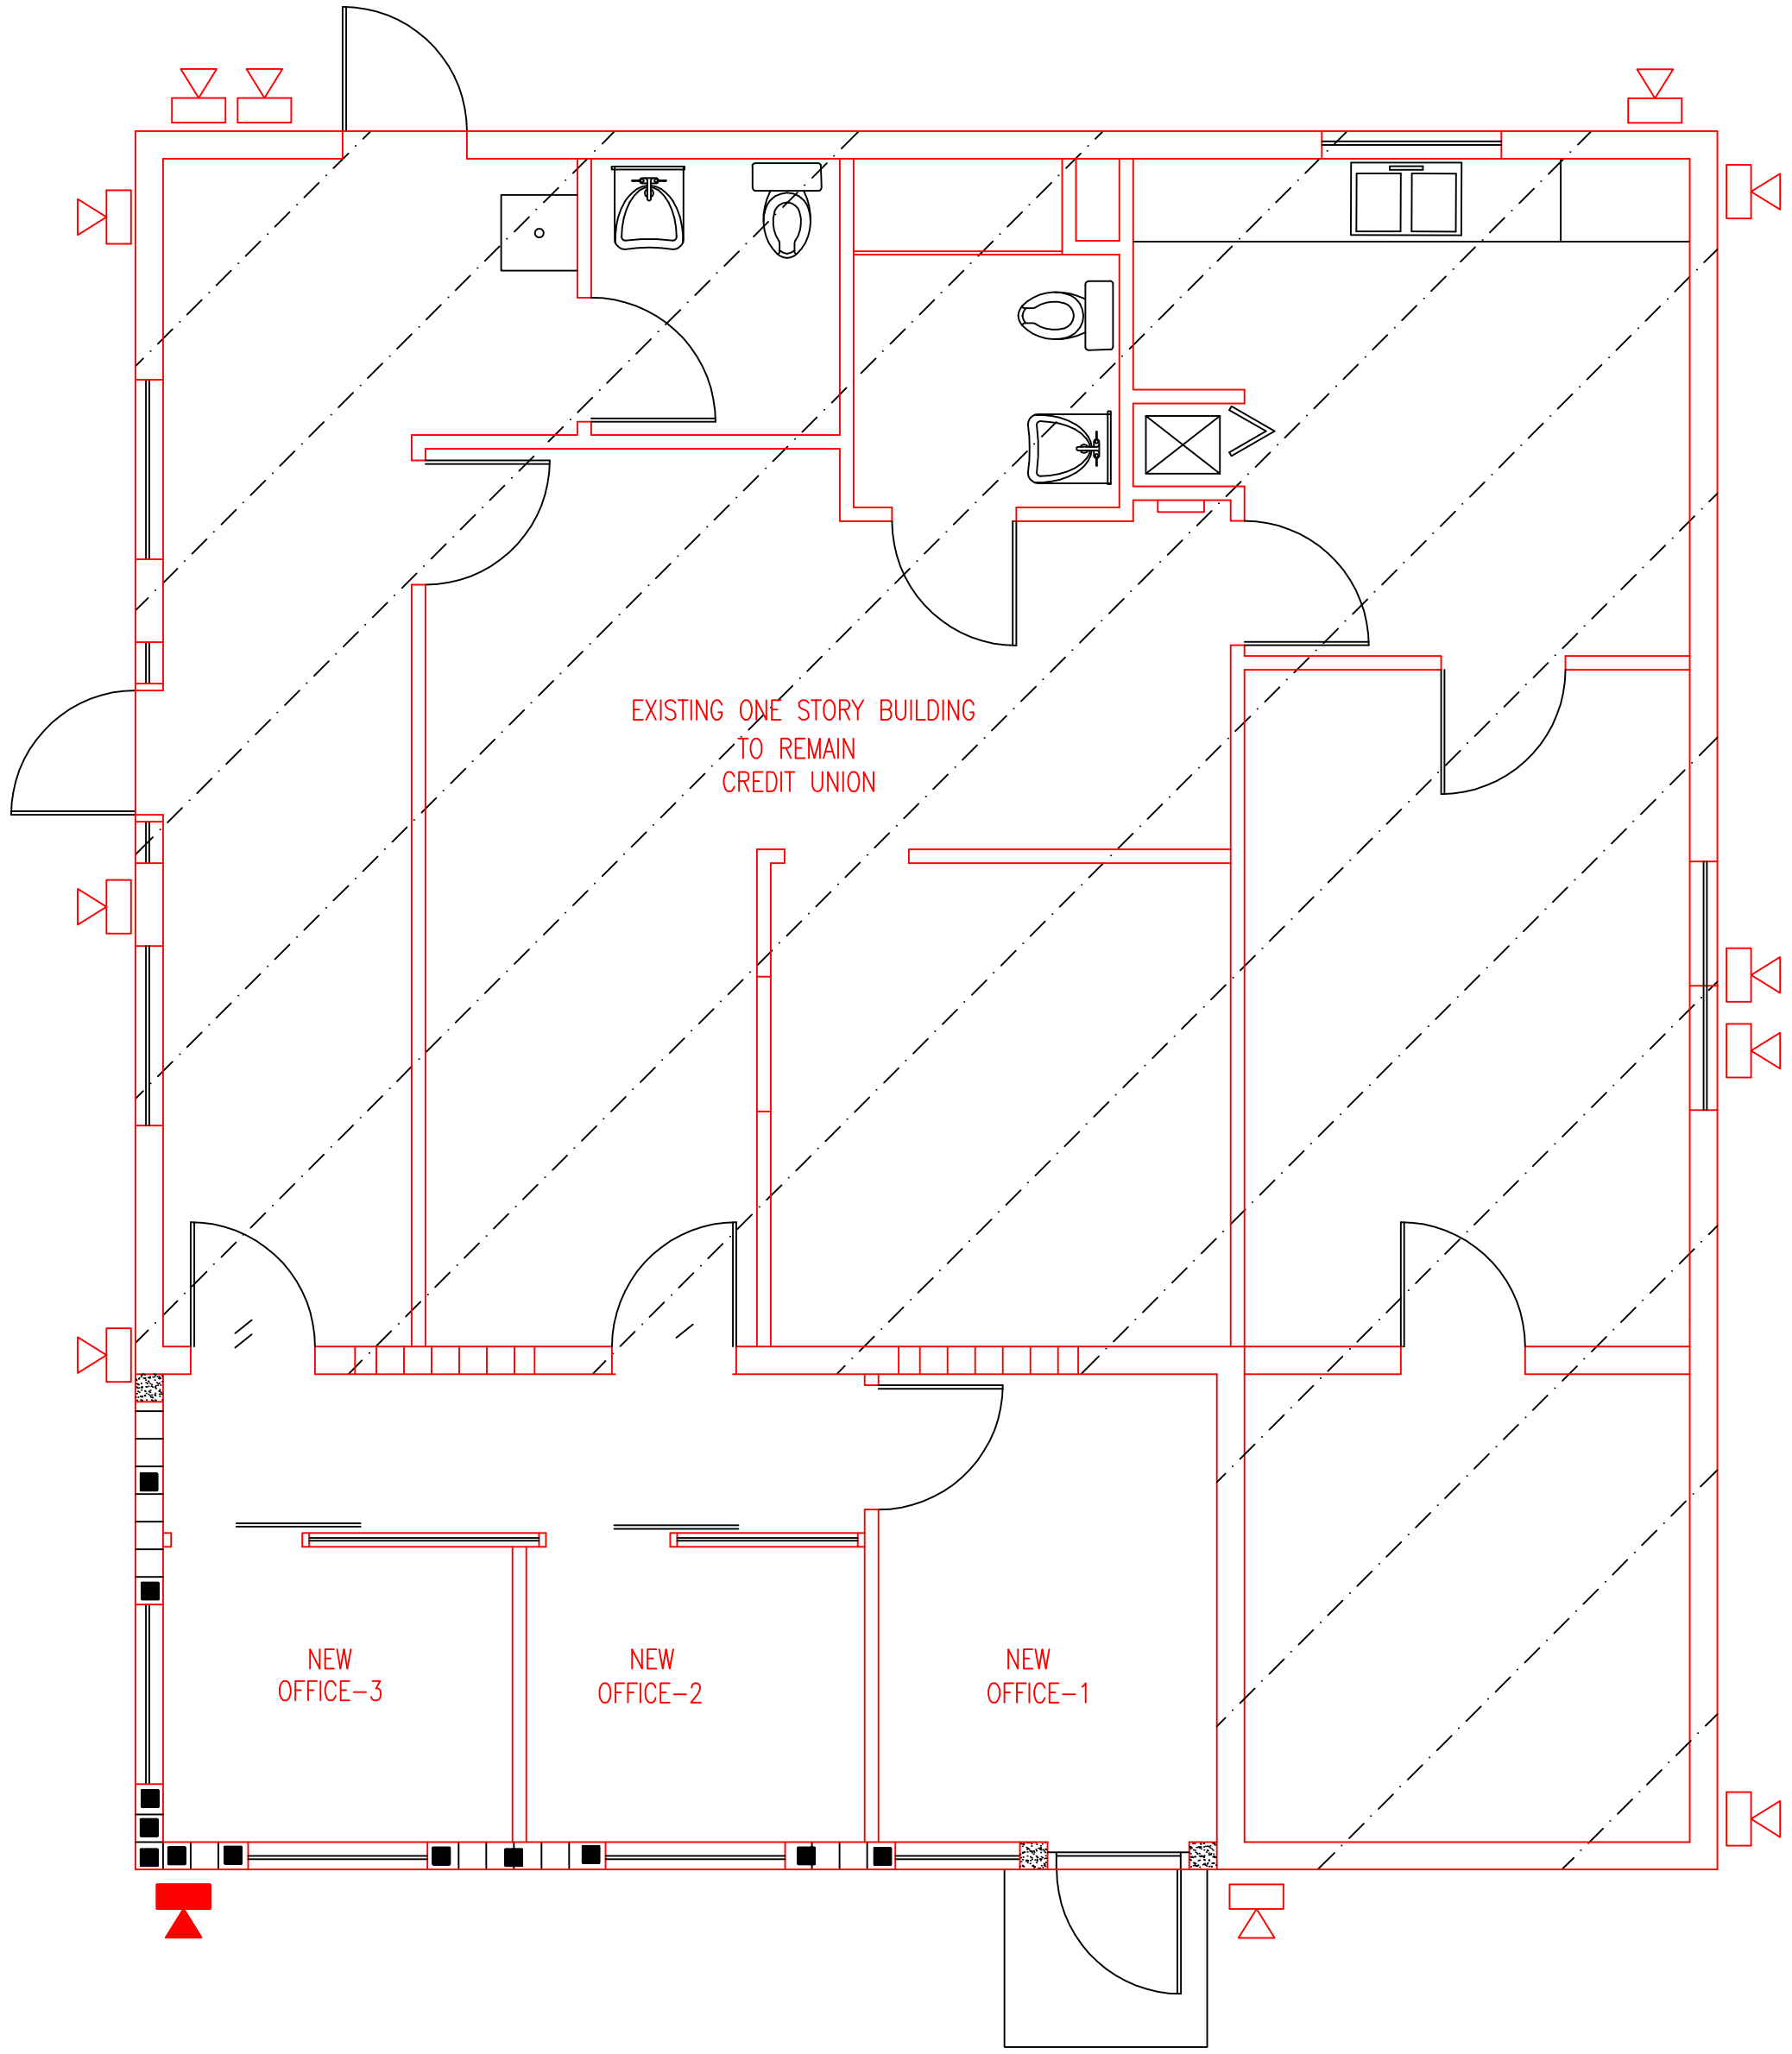 EXISTING ONE STORY BUILDING
TO REMAIN
CREDIT UNION
NEW
OFFICE-3
NEW
OFFICE-2
NEW
OFFICE-1